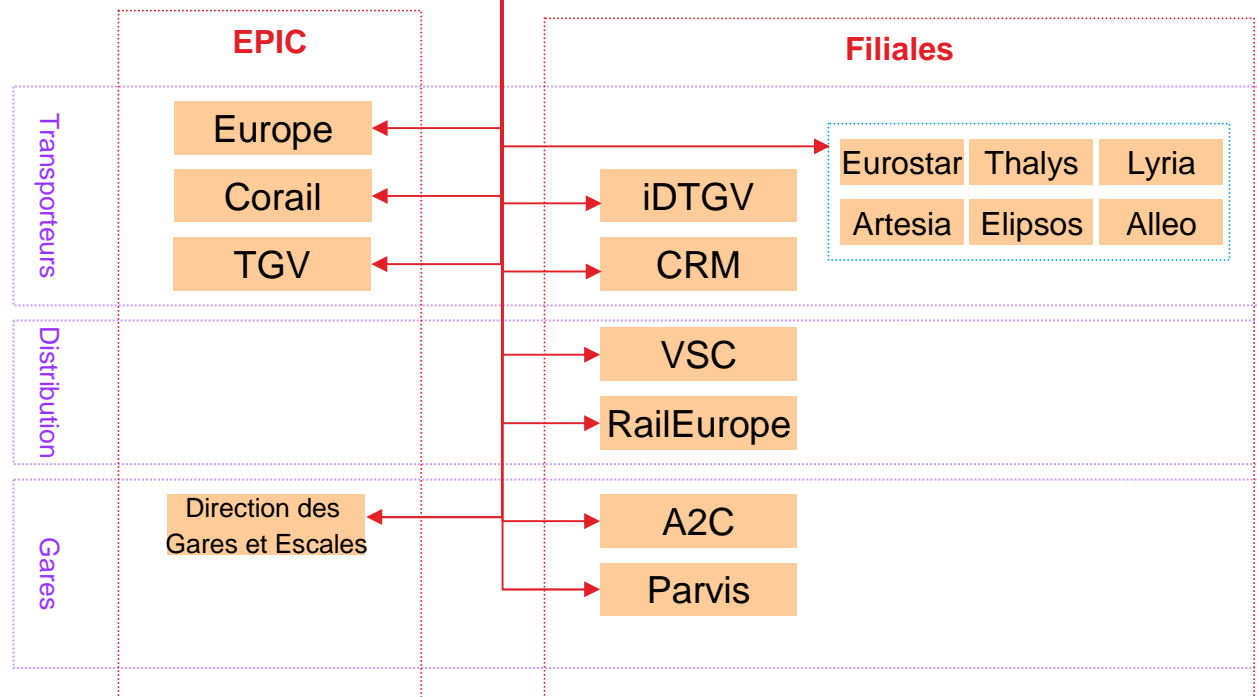 EPIC
Filiales
Transporteurs
Europe
Corail
TGV
iDTGV
CRM
Eurostar
Thalys
Lyria
Artesia
Elipsos
Alleo
Distribution
VSC
RailEurope
Gares
Direction des
Gares et Escales
A2C
Parvis